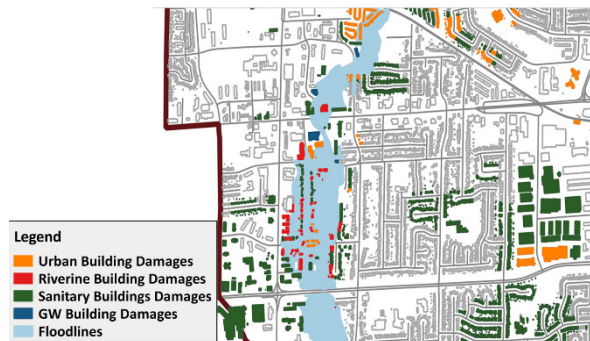 Legend
Urban Building Damages
Riverine Building Damages
Sanitary Buildings Damages
GW Building Damages
Floodlines